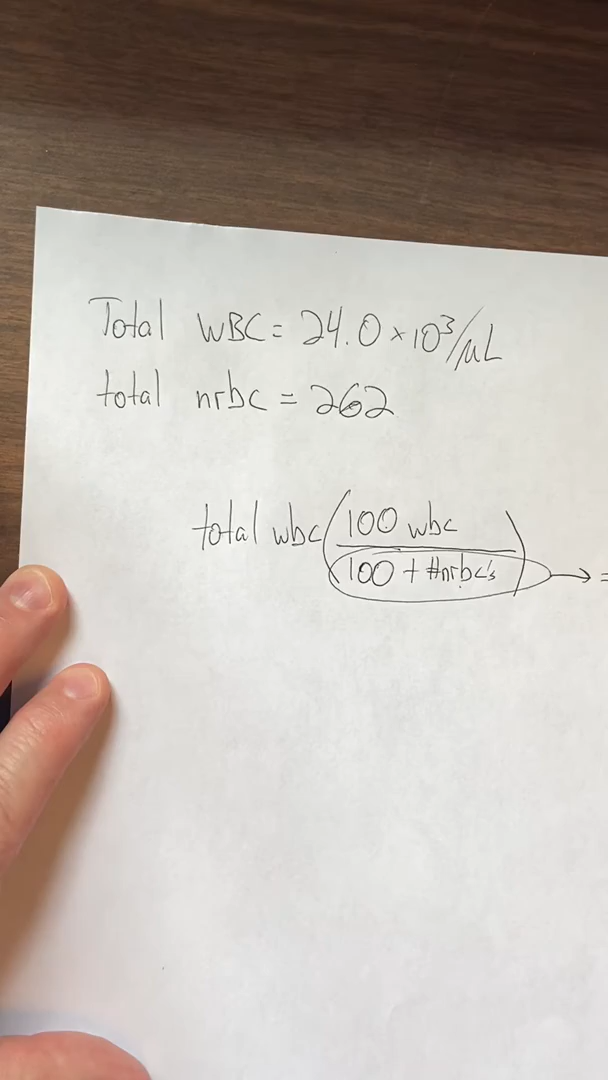 Total WBC = 24.0 × 10³/µL
total nrbc = 262
total wbc (100 wbc
100 + #nrbc's) → =